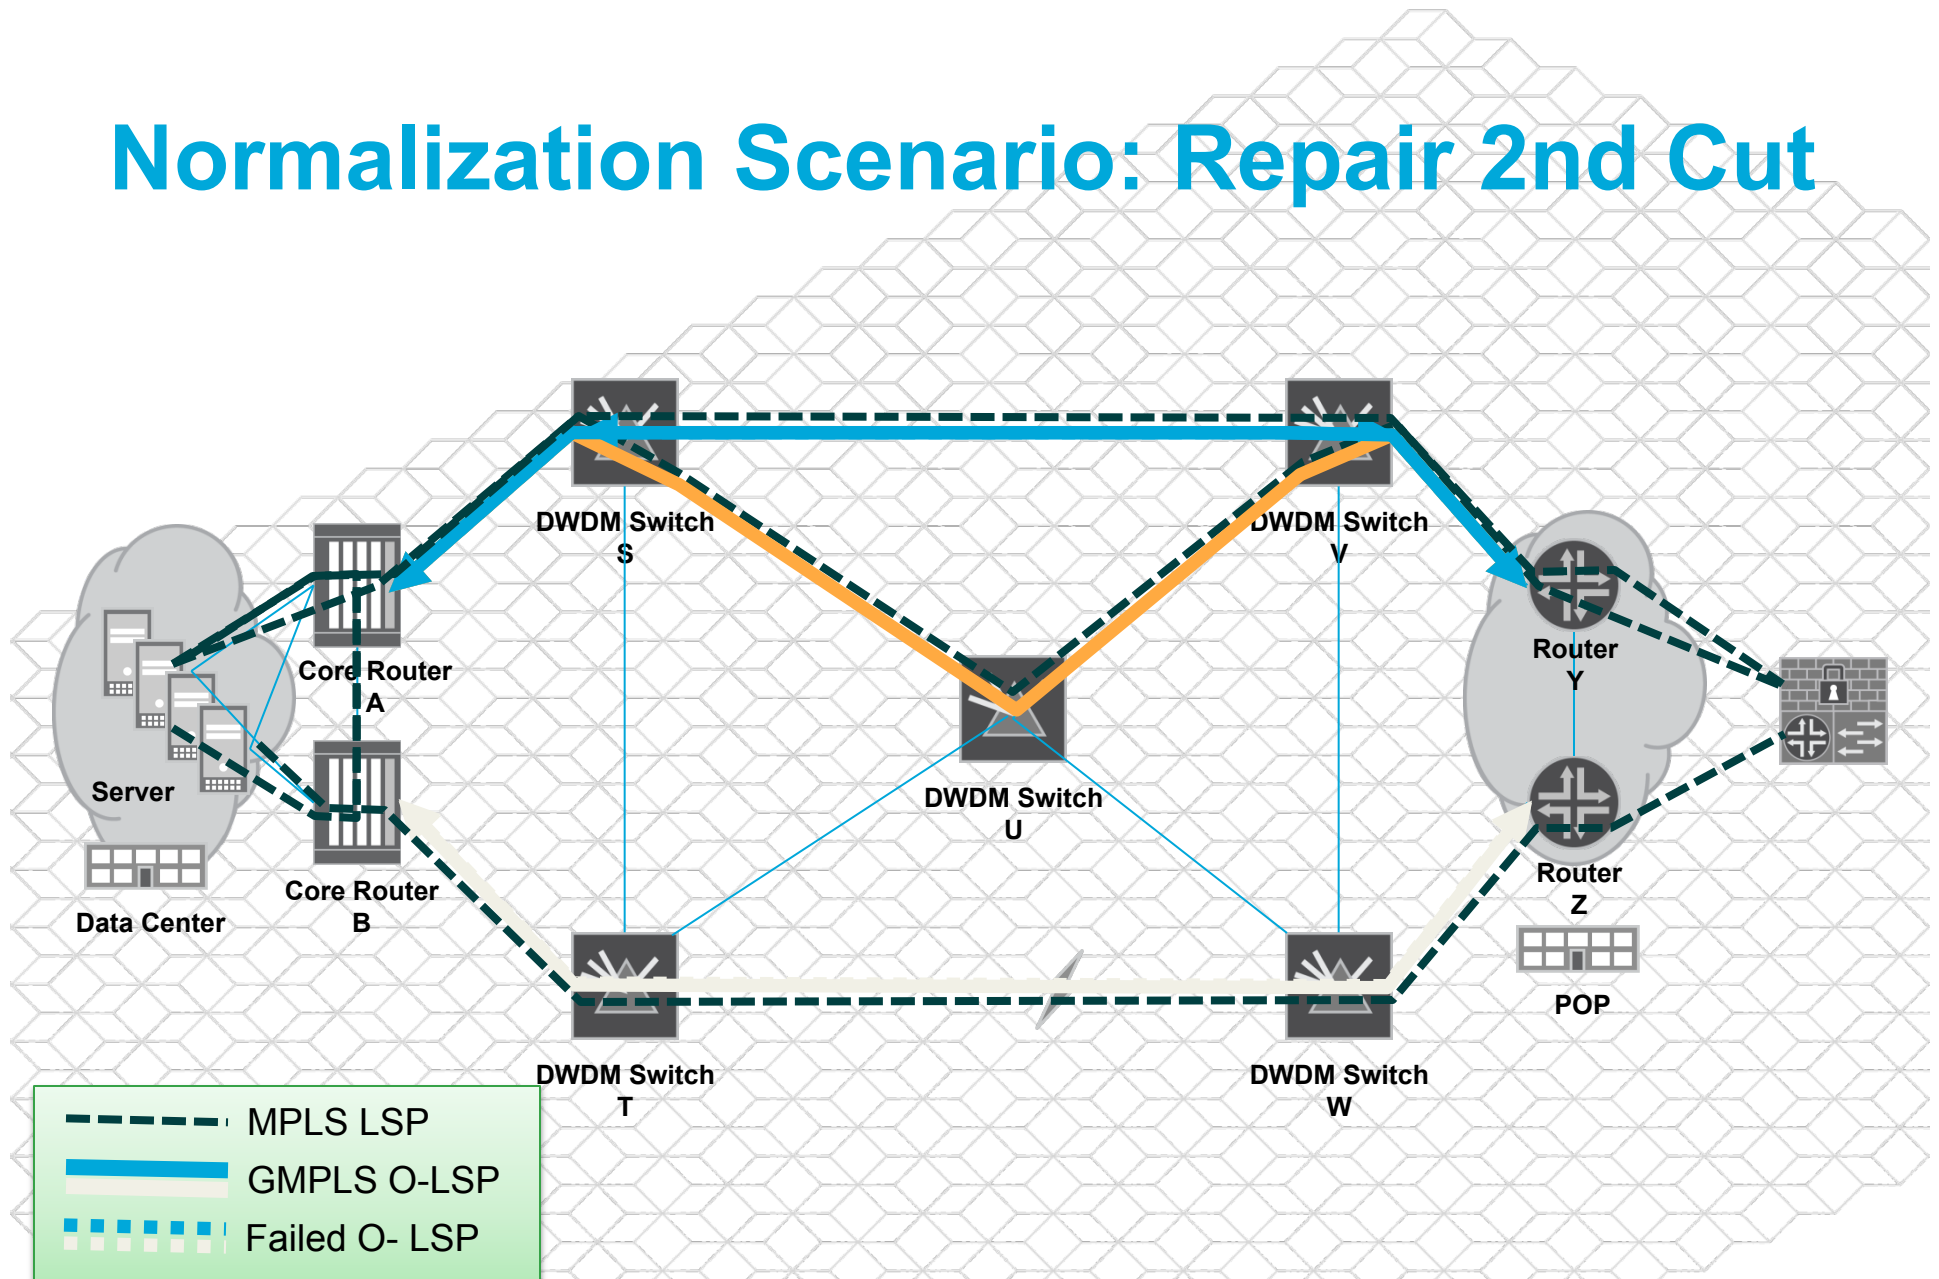 Normalization Scenario: Repair 2nd Cut
DWDM Switch
S
DWDM Switch
V
Core Router
A
Router
Y
Server
DWDM Switch
U
Core Router
B
Router
Z
Data Center
POP
DWDM Switch
T
DWDM Switch
W
MPLS LSP
GMPLS O-LSP
Failed O- LSP